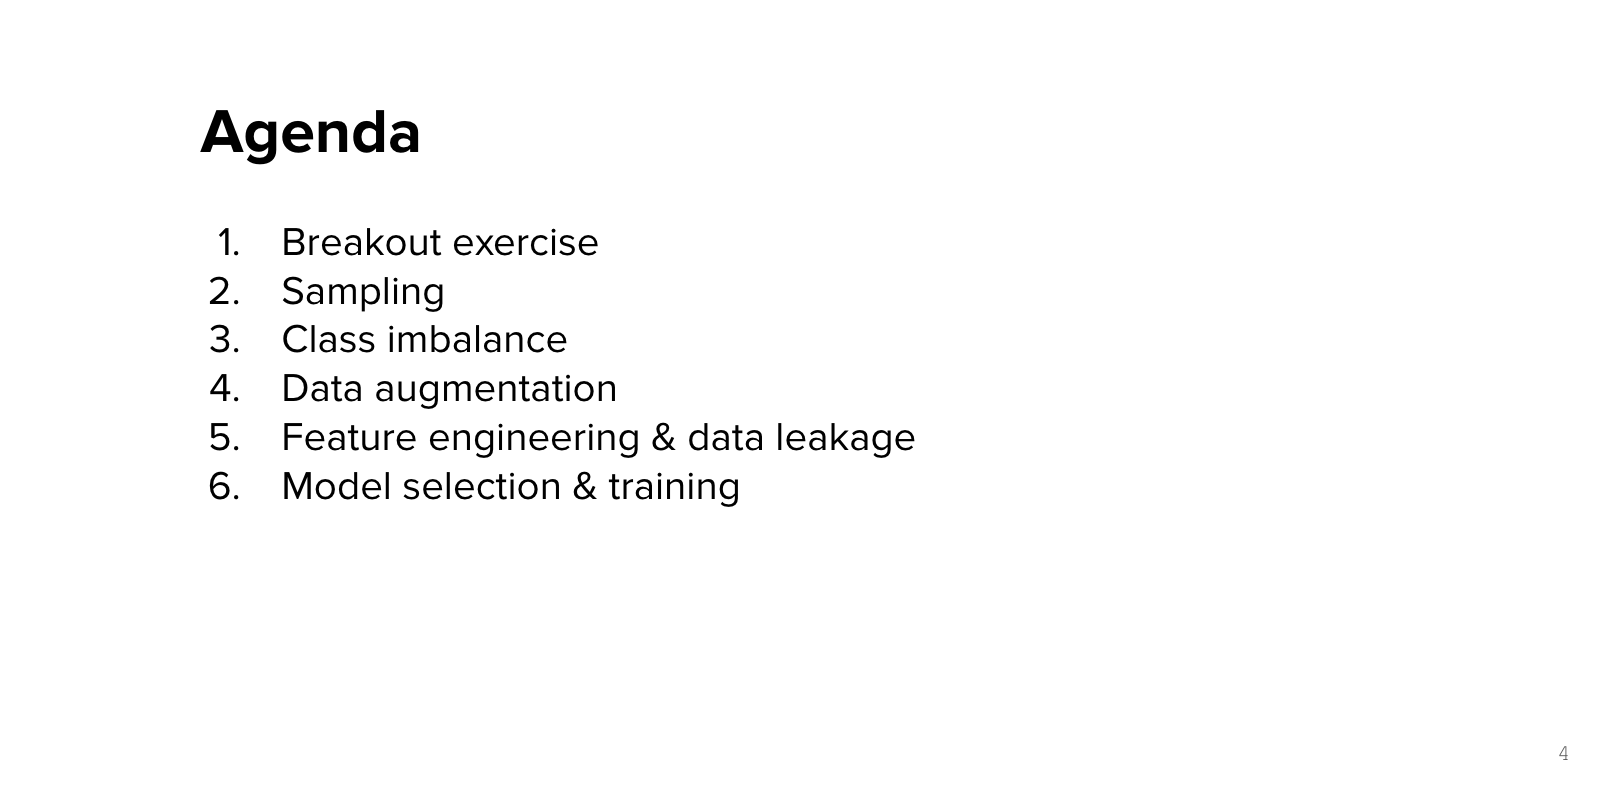 Agenda
1. Breakout exercise
2. Sampling
3. Class imbalance
4. Data augmentation
5. Feature engineering & data leakage
6. Model selection & training
4